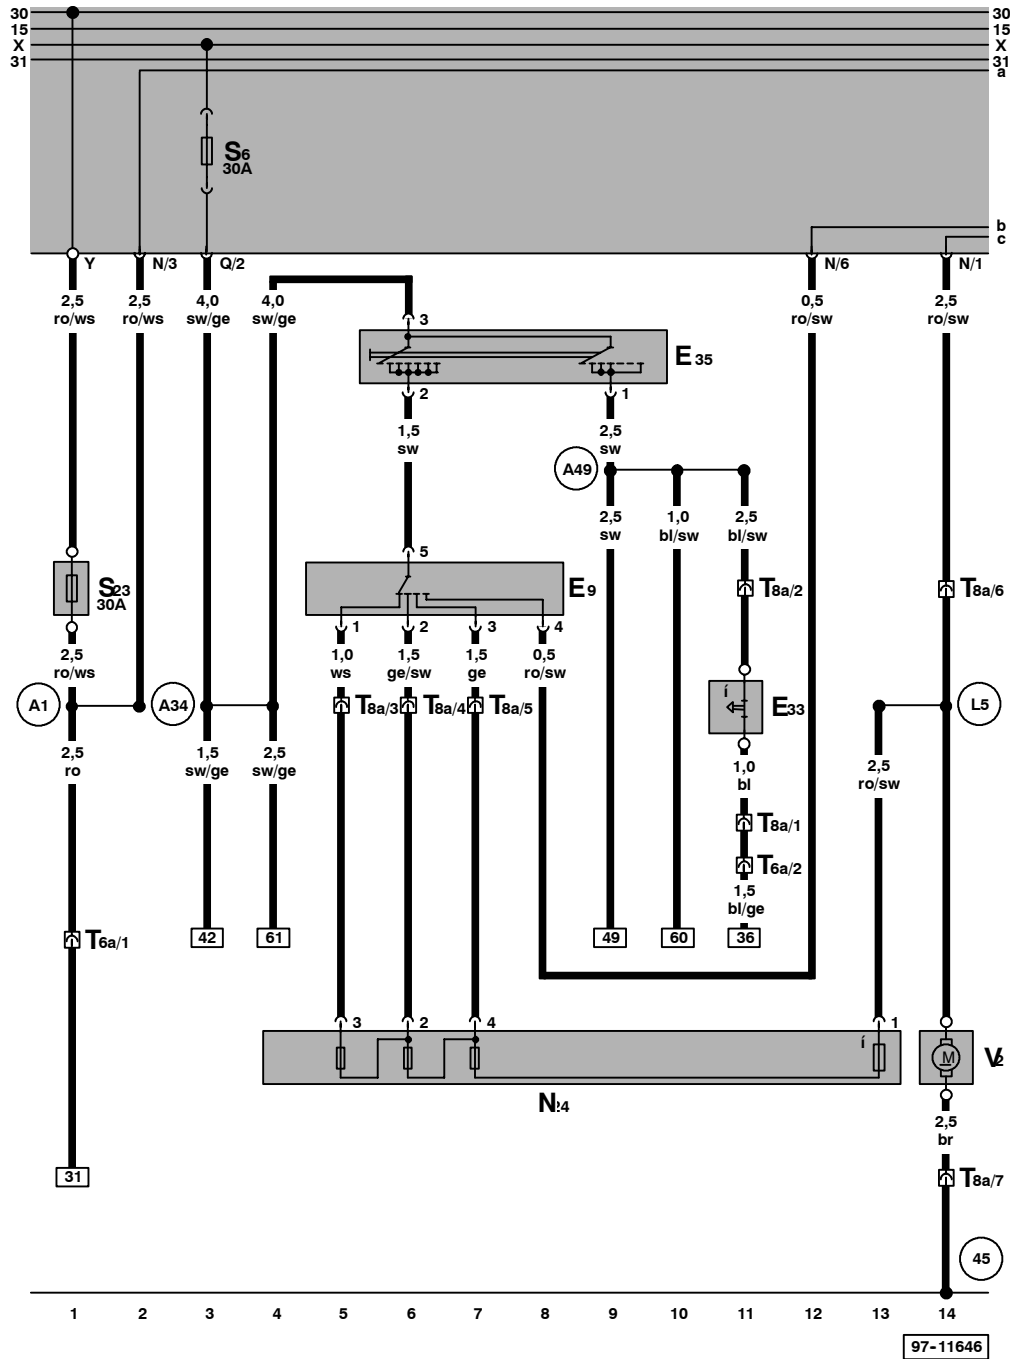 30 30
15 15
X X
31 31
a
S6
30A
b
c
Y N/3 Q/2 N/6 N/1
2,5 2,5 4,0 4,0 0,5 2,5
ro/ws ro/ws sw/ge sw/ge ro/sw ro/sw
3
E35
2 1
1,5 2,5
sw sw
A49
2,5 1,0 2,5
sw bl/sw bl/sw
5
S23
30A
E9
T8a/2 T8a/6
1 2 3 4
2,5 1,0 1,5 1,5 0,5
ro/ws ws ge/sw ge ro/sw
A1 A34 T8a/3 T8a/4 T8a/5 E33 L5
í
2,5 1,5 2,5 1,0 2,5
ro sw/ge sw/ge bl ro/sw
T8a/1
T6a/2
1,5
bl/ge
T6a/1 42 61 49 60 36
3 2 4 1
í
M V2
N24
2,5
br
31 T8a/7
45
1 2 3 4 5 6 7 8 9 10 11 12 13 14
97-11646